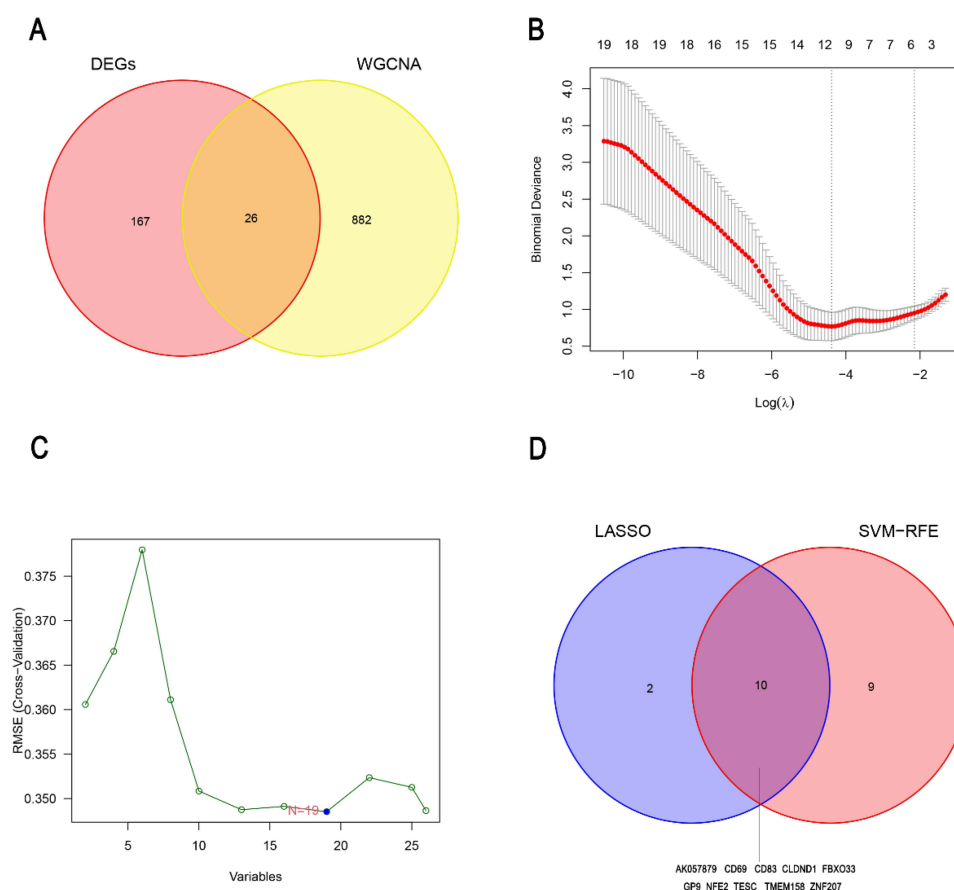 A
DEGs WGCNA
167 26 882
B
19 18 19 18 16 15 15 14 12 9 7 7 6 3
4.0
3.5
3.0
2.5
2.0
1.5
1.0
0.5
Binomial Deviance
−10 −8 −6 −4 −2
Log(λ)
C
0.375
0.370
0.365
0.360
0.355
0.350
RMSE (Cross−Validation)
N=19
5 10 15 20 25
Variables
D
LASSO SVM−RFE
2 10 9
AK057879 CD69 CD83 CLDND1 FBXO33
GP9 NFE2 TESC TMEM158 ZNF207